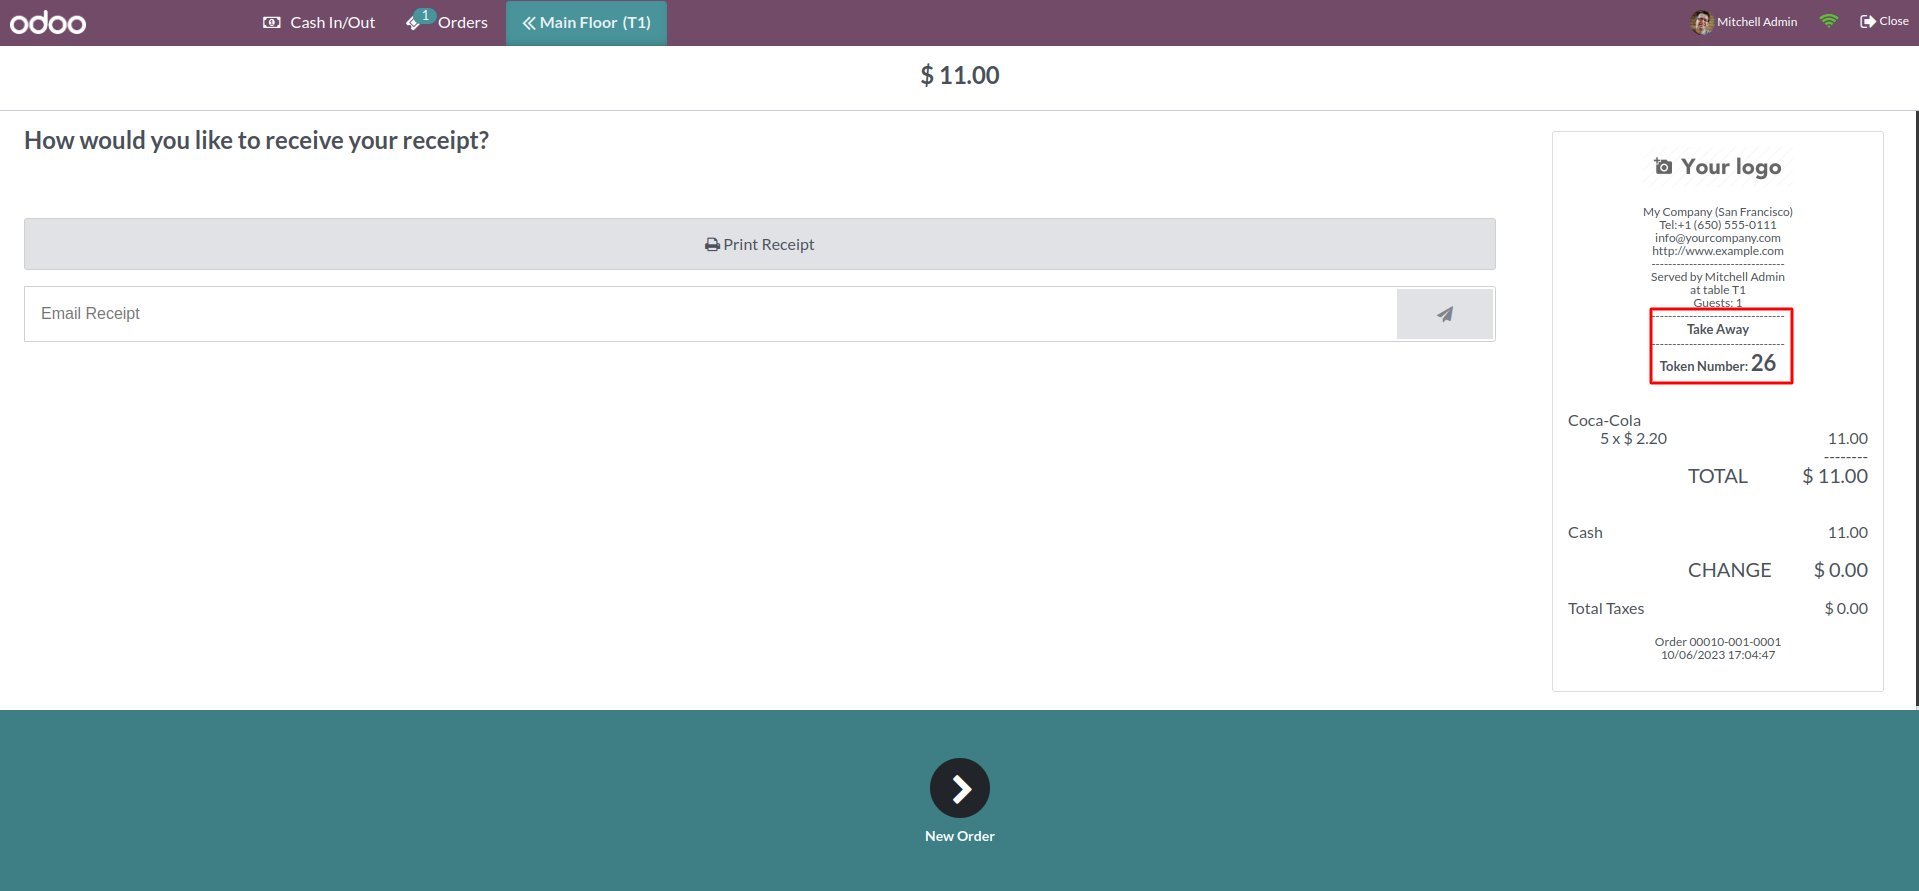 odoo
Cash In/Out
1
Orders
Main Floor (T1)
Mitchell Admin
Close
$ 11.00
How would you like to receive your receipt?
Print Receipt
Email Receipt
Your logo
My Company (San Francisco)
Tel:+1 (650) 555-0111
info@yourcompany.com
http://www.example.com
--------------------------------
Served by Mitchell Admin
at table T1
Guests: 1
--------------------------------
Take Away
--------------------------------
Token Number: 26
Coca-Cola
5 x $ 2.20 11.00
--------
TOTAL $ 11.00
Cash 11.00
CHANGE $ 0.00
Total Taxes $ 0.00
Order 00010-001-0001
10/06/2023 17:04:47
New Order